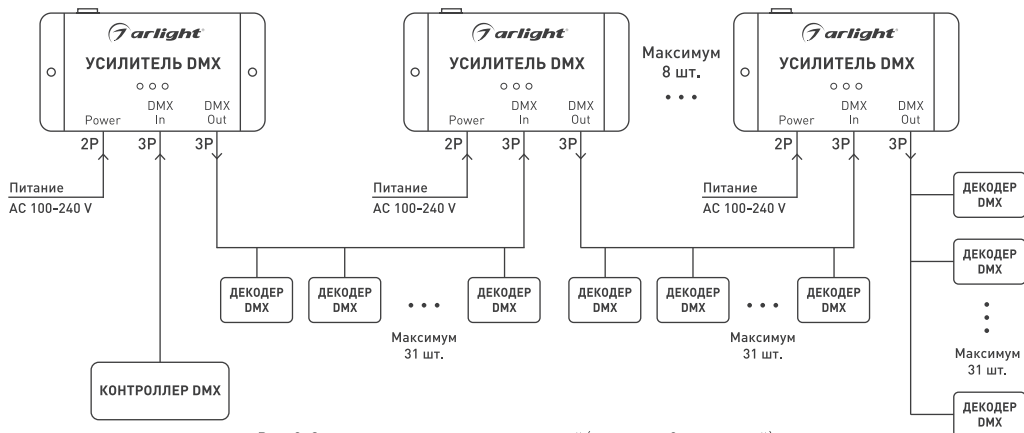 arlight
УСИЛИТЕЛЬ DMX
Power
DMX In
DMX Out
2P
3P
3P
Питание
AC 100-240 V
arlight
УСИЛИТЕЛЬ DMX
Power
DMX In
DMX Out
2P
3P
3P
Питание
AC 100-240 V
Максимум
8 шт.
arlight
УСИЛИТЕЛЬ DMX
Power
DMX In
DMX Out
2P
3P
3P
Питание
AC 100-240 V
ДЕКОДЕР
DMX
ДЕКОДЕР
DMX
ДЕКОДЕР
DMX
Максимум
31 шт.
ДЕКОДЕР
DMX
ДЕКОДЕР
DMX
ДЕКОДЕР
DMX
Максимум
31 шт.
ДЕКОДЕР
DMX
ДЕКОДЕР
DMX
Максимум
31 шт.
ДЕКОДЕР
DMX
КОНТРОЛЛЕР DMX